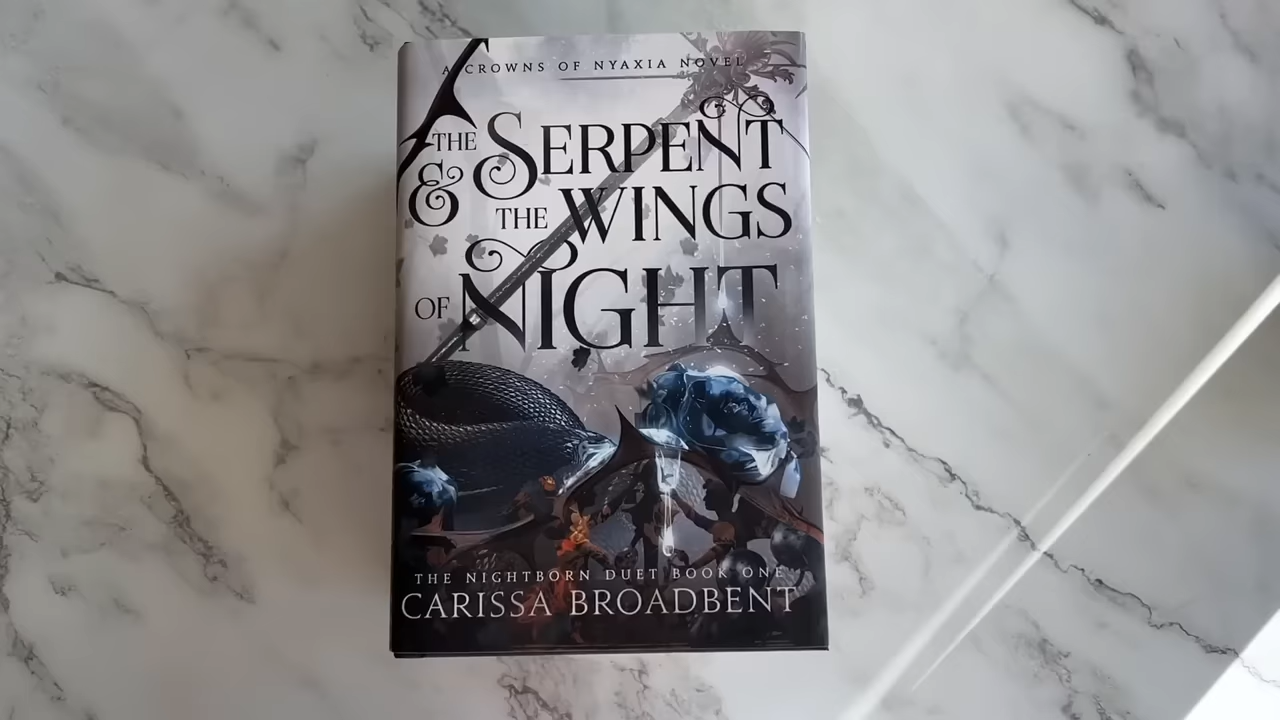 A CROWNS OF NYAXIA NOVEL
THE SERPENT
& THE WINGS
OF NIGHT
THE NIGHTBORN DUET BOOK ONE
CARISSA BROADBENT